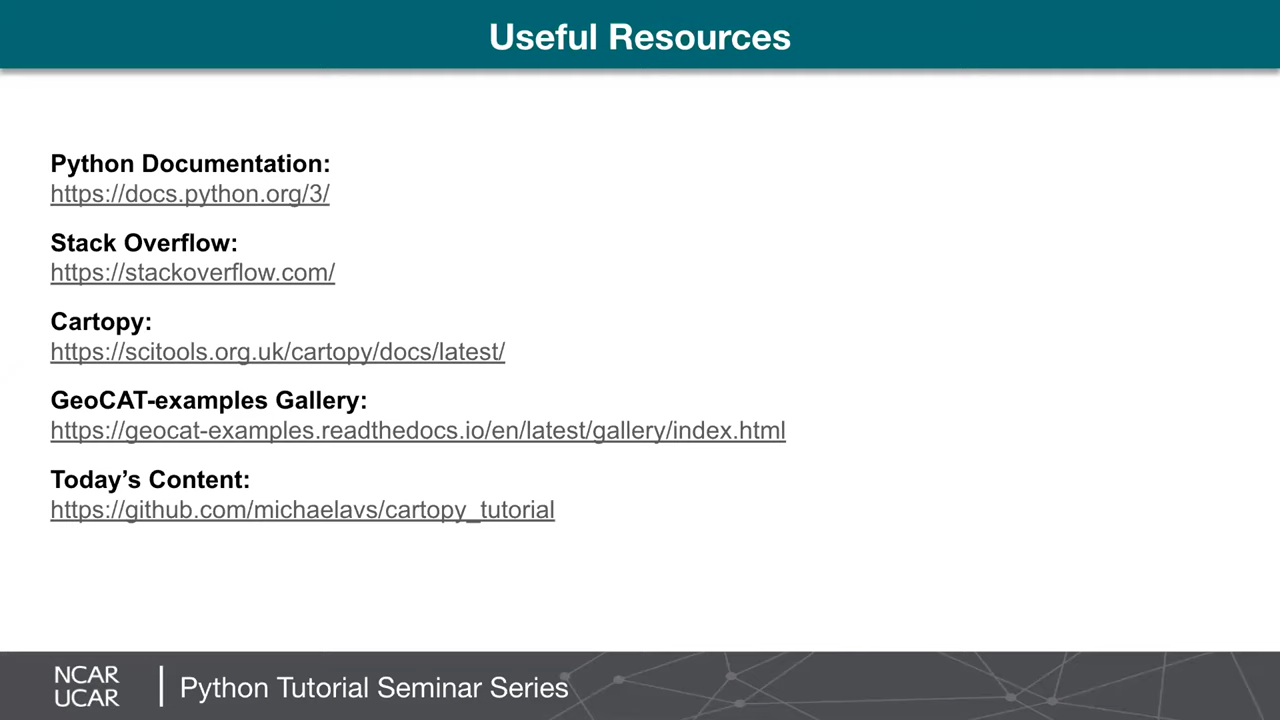 Useful Resources
Python Documentation:
https://docs.python.org/3/
Stack Overflow:
https://stackoverflow.com/
Cartopy:
https://scitools.org.uk/cartopy/docs/latest/
GeoCAT-examples Gallery:
https://geocat-examples.readthedocs.io/en/latest/gallery/index.html
Today’s Content:
https://github.com/michaelavs/cartopy_tutorial
NCAR
UCAR
Python Tutorial Seminar Series